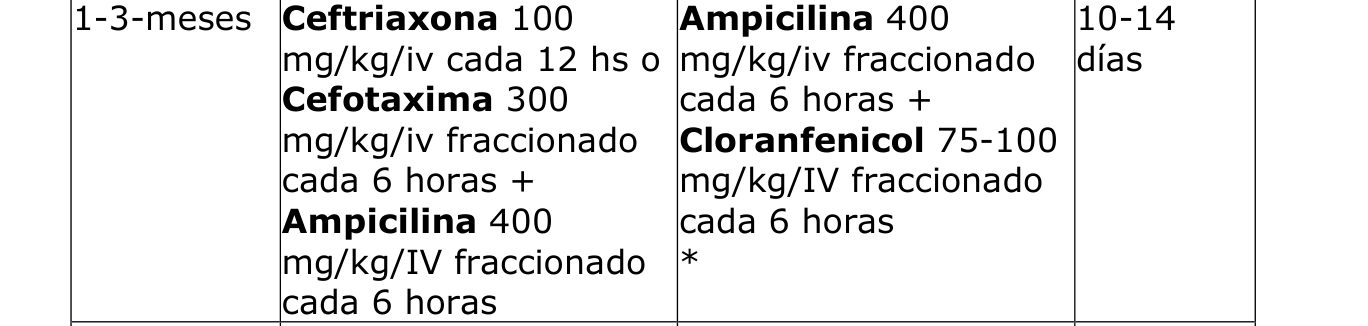 1-3-meses
Ceftriaxona 100
mg/kg/iv cada 12 hs o
Cefotaxima 300
mg/kg/iv fraccionado
cada 6 horas +
Ampicilina 400
mg/kg/IV fraccionado
cada 6 horas
Ampicilina 400
mg/kg/iv fraccionado
cada 6 horas +
Cloranfenicol 75-100
mg/kg/IV fraccionado
cada 6 horas
*
10-14
días